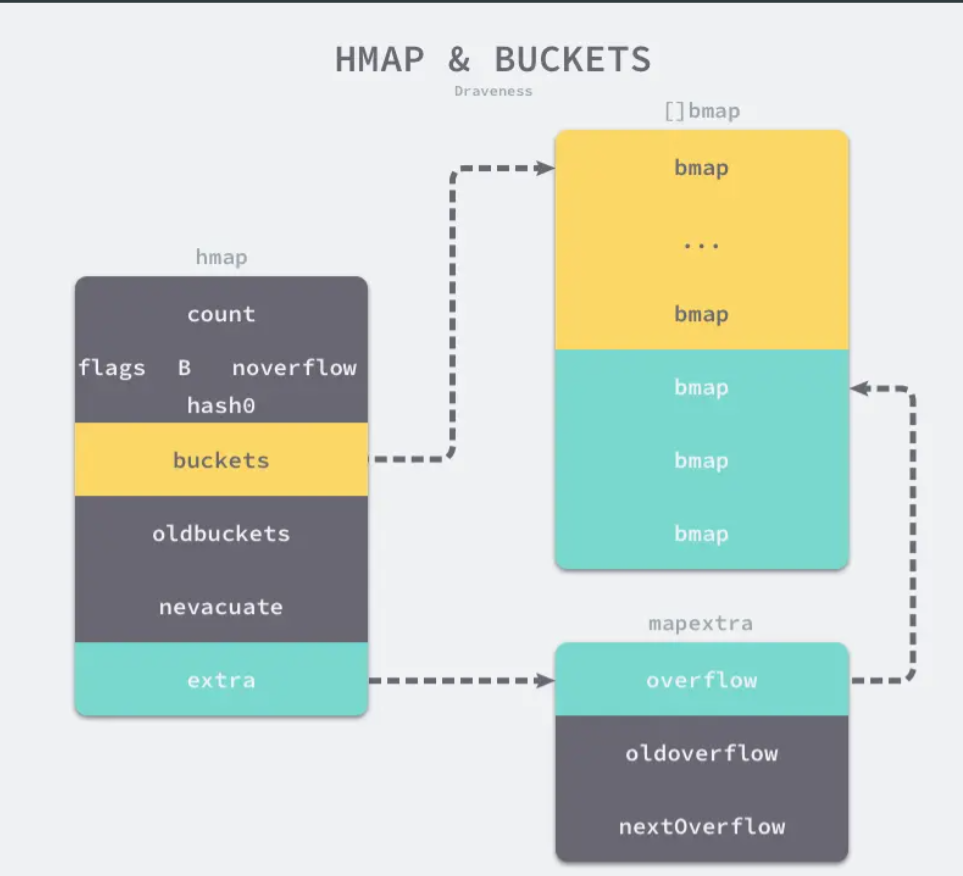 HMAP & BUCKETS
Draveness
[]bmap
bmap
...
bmap
bmap
bmap
bmap
hmap
count
flags B noverflow
hash0
buckets
oldbuckets
nevacuate
extra
mapextra
overflow
oldoverflow
nextOverflow